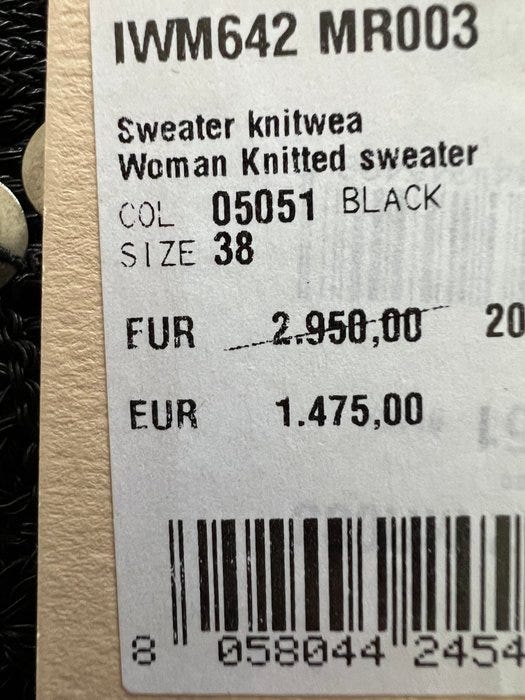 IWM642 MR003
Sweater knitwea
Woman Knitted sweater
COL 05051 BLACK
SIZE 38
EUR 2.950,00 20
EUR 1.475,00
8 058044 2454